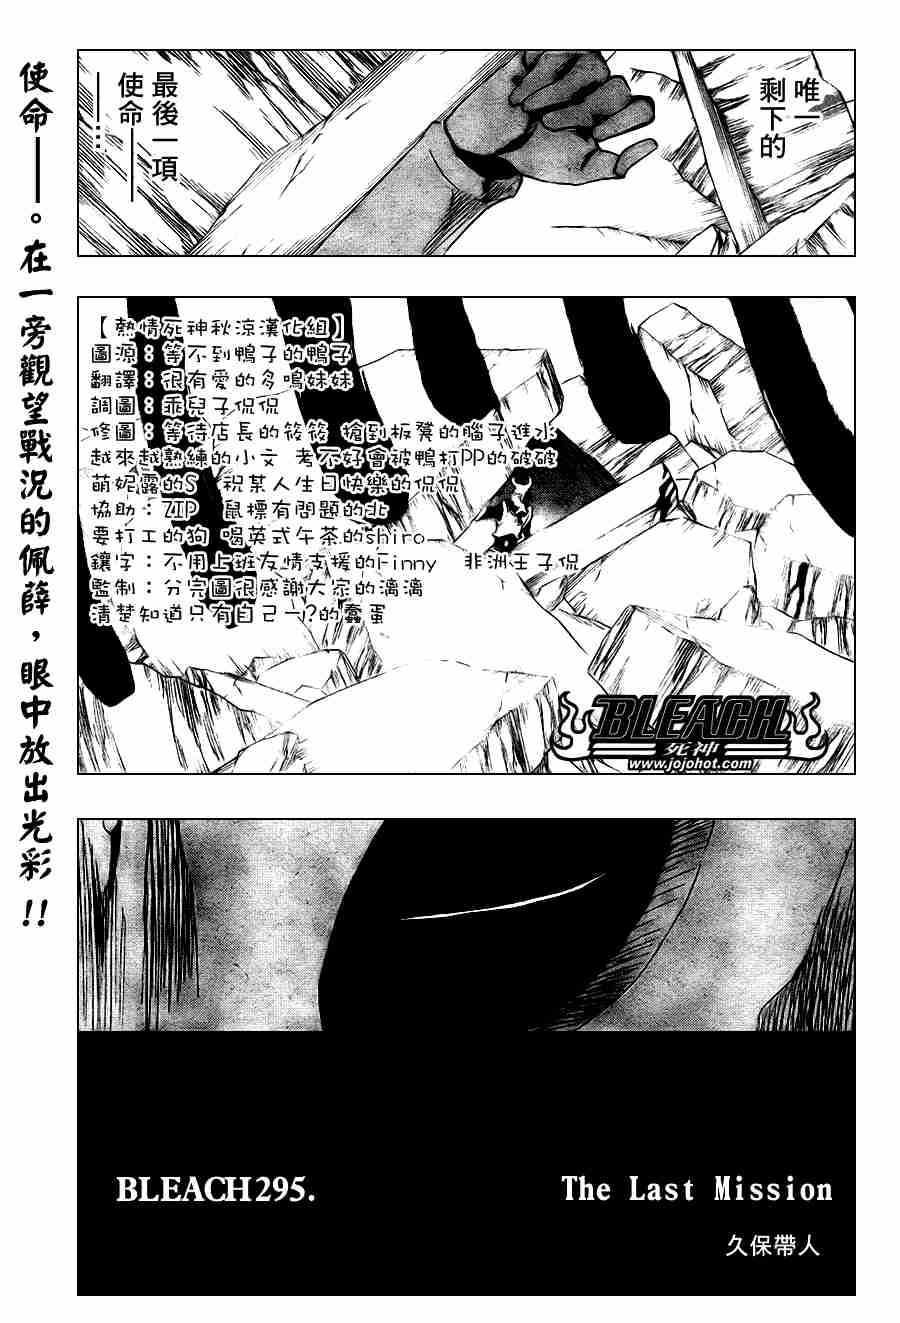 使命——。在一旁觀望戰況的佩薛，眼中放出光彩!!
唯一
剩下的
最後一項
使命——
……
【熱情死神秋涼漢化組】
圖源：等不到鴨子的鴨子
翻譯：很有愛的多鳴妹妹
調圖：乖兒子侃侃
修圖：等待店長的筱筱 搶到板凳的腦子進水
越來越熟練的小文 考不好會被鴨打PP的破破
萌妮露的S 祝某人生日快樂的侃侃
協助：ZIP 鼠標有問題的北
要打工的狗 喝英式午茶的shiro
鑲字：不用上班友情支援的Finny 非洲王子侃
監制：分完圖很感謝大家的漓漓
清楚知道只有自己一!?的蠢蛋
BLEACH
死神
www.jojohot.com
BLEACH295.
The Last Mission
久保帶人